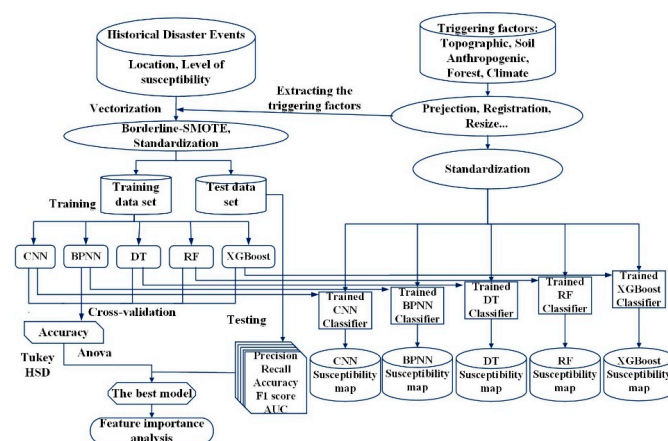 Historical Disaster Events
Location, Level of
susceptibility
Triggering factors:
Topographic, Soil
Anthropogenic,
Forest, Climate
Extracting the
triggering factors
Vectorization
Prejection, Registration,
Resize...
Borderline-SMOTE,
Standardization
Standardization
Training
data set
Test data
set
Training
CNN
BPNN
DT
RF
XGBoost
Cross-validation
Trained
CNN
Classifier
Trained
BPNN
Classifier
Trained
DT
Classifier
Trained
RF
Classifier
Trained
XGBoost
Classifier
Accuracy
Testing
Tukey
HSD
Anova
Precision
Recall
Accuracy
F1 score
AUC
CNN
Susceptibility
map
BPNN
Susceptibility
map
DT
Susceptibility
map
RF
Susceptibility
map
XGBoost
Susceptibility
map
The best model
Feature importance
analysis